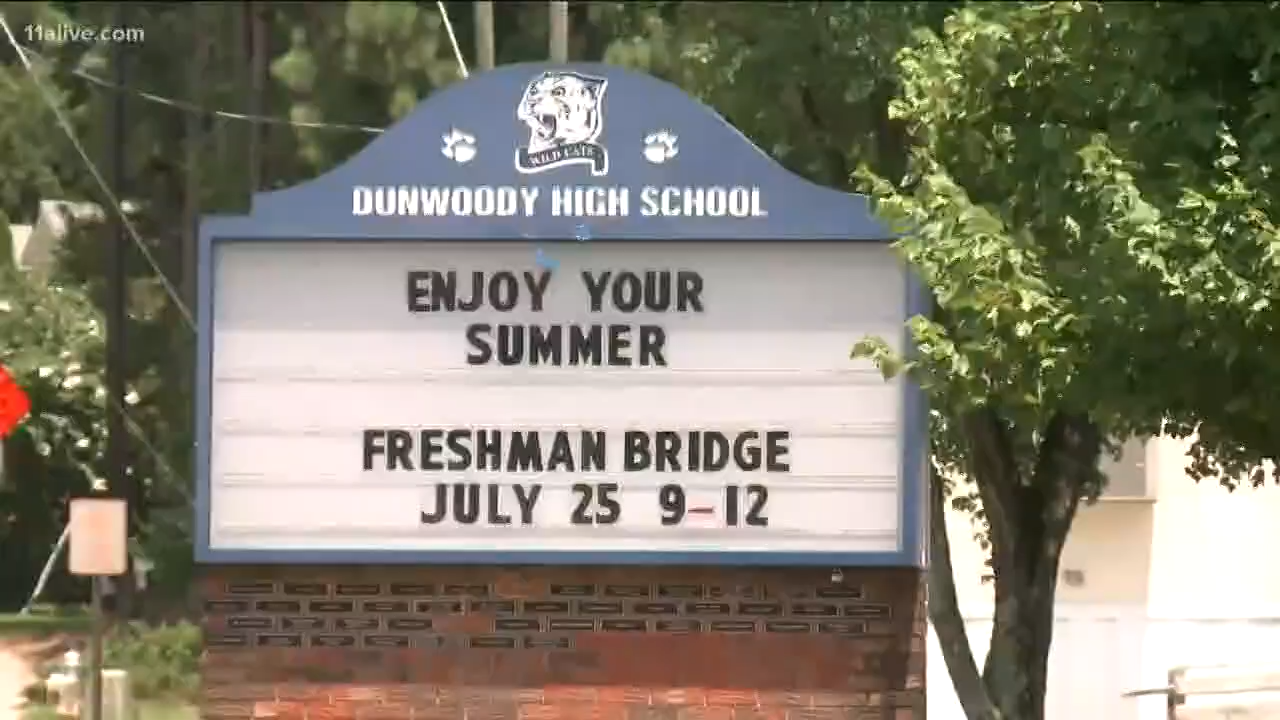 11alive.com
WILD CATS
DUNWOODY HIGH SCHOOL
ENJOY YOUR
SUMMER
FRESHMAN BRIDGE
JULY 25 9-12